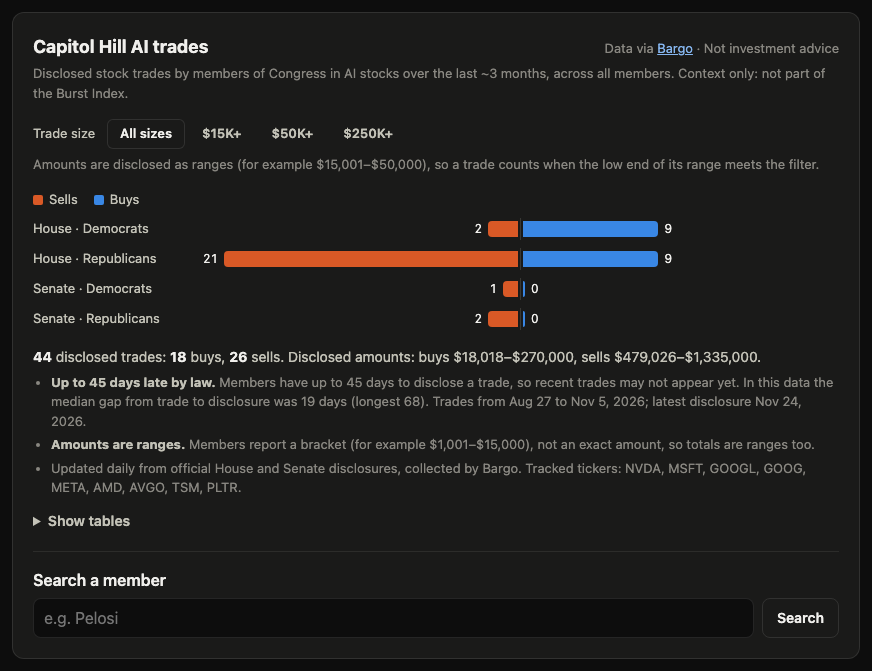 Capitol Hill AI trades
Data via Bargo · Not investment advice
Disclosed stock trades by members of Congress in AI stocks over the last ~3 months, across all members. Context only: not part of
the Burst Index.
Trade size
All sizes
$15K+
$50K+
$250K+
Amounts are disclosed as ranges (for example $15,001–$50,000), so a trade counts when the low end of its range meets the filter.
Sells
Buys
House · Democrats 2 9
House · Republicans 21 9
Senate · Democrats 1 0
Senate · Republicans 2 0
44 disclosed trades: 18 buys, 26 sells. Disclosed amounts: buys $18,018–$270,000, sells $479,026–$1,335,000.
• Up to 45 days late by law. Members have up to 45 days to disclose a trade, so recent trades may not appear yet. In this data the
median gap from trade to disclosure was 19 days (longest 68). Trades from Aug 27 to Nov 5, 2026; latest disclosure Nov 24,
2026.
• Amounts are ranges. Members report a bracket (for example $1,001–$15,000), not an exact amount, so totals are ranges too.
• Updated daily from official House and Senate disclosures, collected by Bargo. Tracked tickers: NVDA, MSFT, GOOGL, GOOG,
META, AMD, AVGO, TSM, PLTR.
▶ Show tables
Search a member
e.g. Pelosi
Search